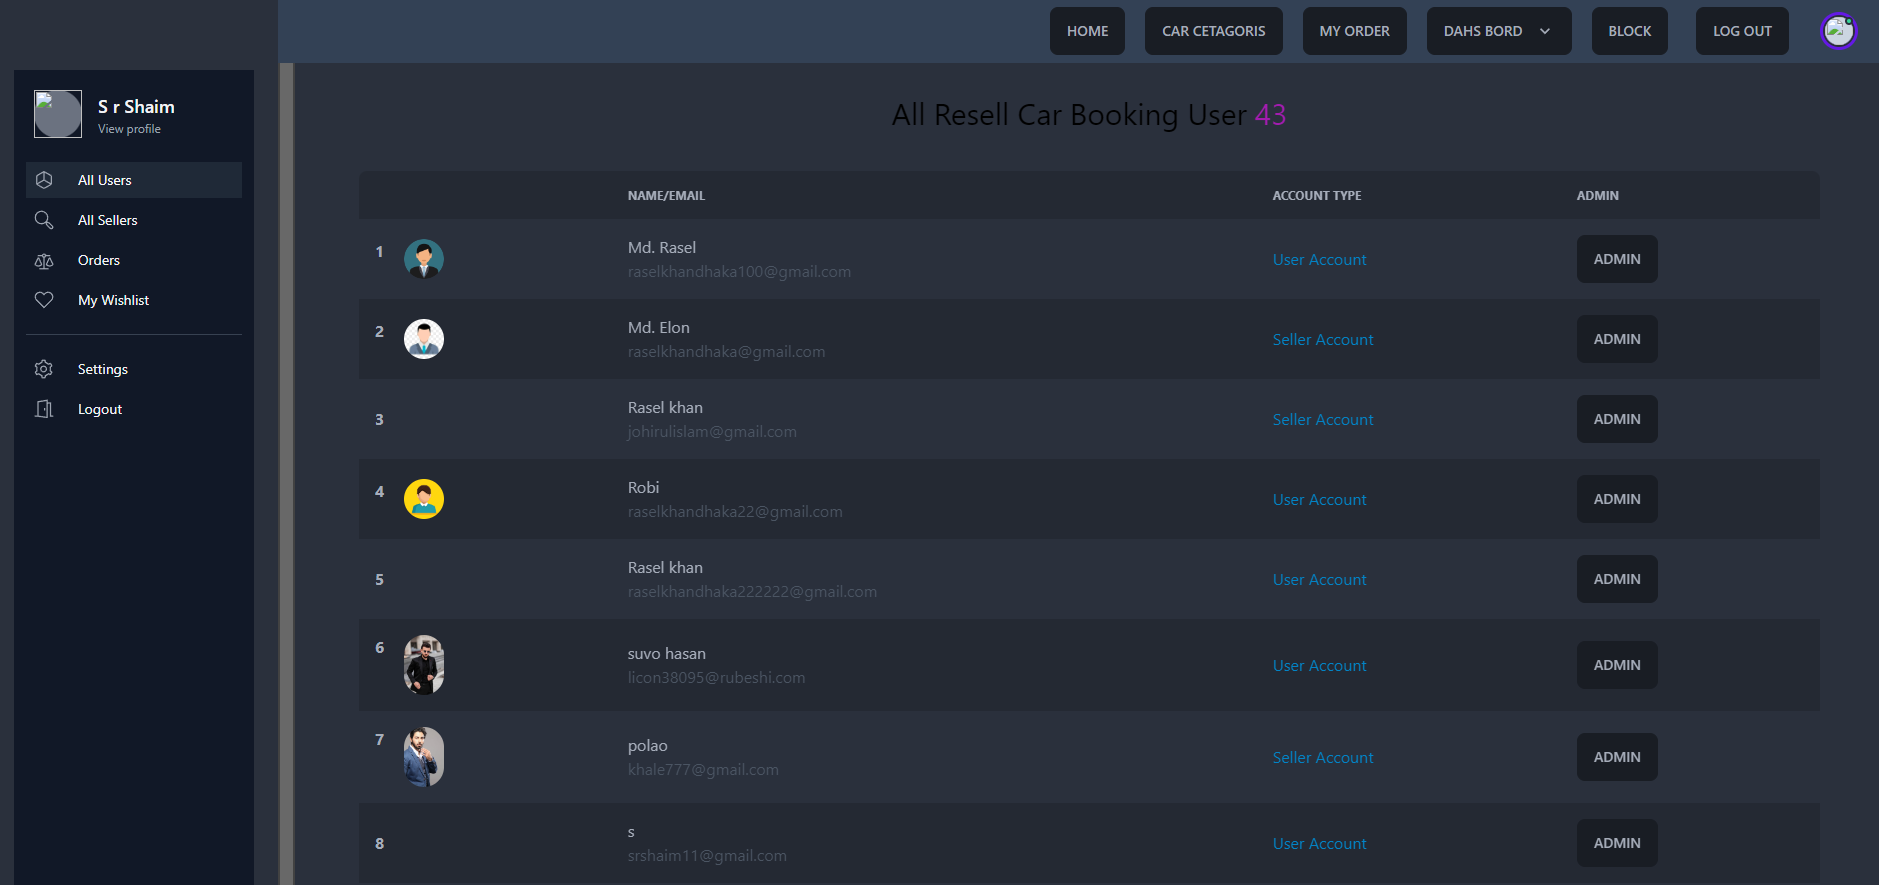 HOME CAR CETAGORIS MY ORDER DAHS BORD BLOCK LOG OUT
S r Shaim
View profile
All Users
All Sellers
Orders
My Wishlist
Settings
Logout
All Resell Car Booking User 43
NAME/EMAIL ACCOUNT TYPE ADMIN
1 Md. Rasel
raselkhandhaka100@gmail.com
User Account ADMIN
2 Md. Elon
raselkhandhaka@gmail.com
Seller Account ADMIN
3 Rasel khan
johirulislam@gmail.com
Seller Account ADMIN
4 Robi
raselkhandhaka22@gmail.com
User Account ADMIN
5 Rasel khan
raselkhandhaka222222@gmail.com
User Account ADMIN
6 suvo hasan
licon38095@rubeshi.com
User Account ADMIN
7 polao
khale777@gmail.com
Seller Account ADMIN
8 s
srshaim11@gmail.com
User Account ADMIN